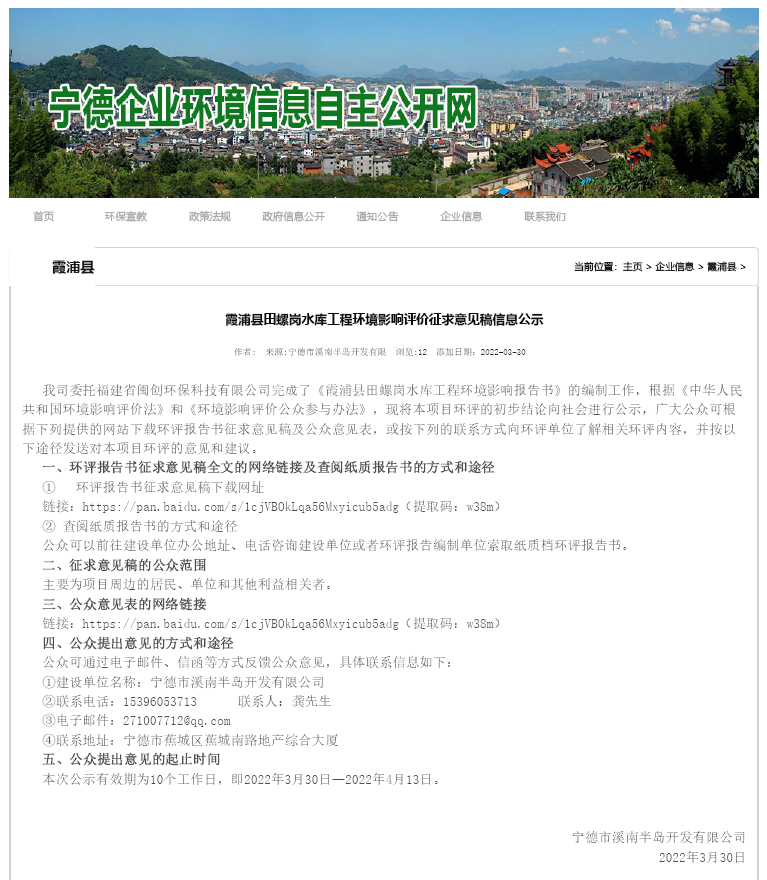 宁德企业环境信息自主公开网
首页 环保宣教 政策法规 政府信息公开 通知公告 企业信息 联系我们
霞浦县 当前位置: 主页 > 企业信息 > 霞浦县 >
霞浦县田螺岗水库工程环境影响评价征求意见稿信息公示
作者: 来源:宁德市溪南半岛开发有限 浏览:12 添加日期: 2022-03-30
我司委托福建省闽创环保科技有限公司完成了《霞浦县田螺岗水库工程环境影响报告书》的编制工作，根据《中华人民
共和国环境影响评价法》和《环境影响评价公众参与办法》，现将本项目环评的初步结论向社会进行公示，广大公众可根
据下列提供的网站下载环评报告书征求意见稿及公众意见表，或按下列的联系方式向环评单位了解相关环评内容，并按以
下途径发送对本项目环评的意见和建议。
一、环评报告书征求意见稿全文的网络链接及查阅纸质报告书的方式和途径
① 环评报告书征求意见稿下载网址
链接：https://pan.baidu.com/s/1cjVBOkLqa56Mxyicub5adg（提取码：w38m）
② 查阅纸质报告书的方式和途径
公众可以前往建设单位办公地址、电话咨询建设单位或者环评报告编制单位索取纸质档环评报告书。
二、征求意见稿的公众范围
主要为项目周边的居民、单位和其他利益相关者。
三、公众意见表的网络链接
链接：https://pan.baidu.com/s/1cjVBOkLqa56Mxyicub5adg（提取码：w38m）
四、公众提出意见的方式和途径
公众可通过电子邮件、信函等方式反馈公众意见，具体联系信息如下：
①建设单位名称：宁德市溪南半岛开发有限公司
②联系电话：15396053713 联系人：龚先生
③电子邮件：271007712@qq.com
④联系地址：宁德市蕉城区蕉城南路地产综合大厦
五、公众提出意见的起止时间
本次公示有效期为10个工作日，即2022年3月30日—2022年4月13日。
宁德市溪南半岛开发有限公司
2022年3月30日